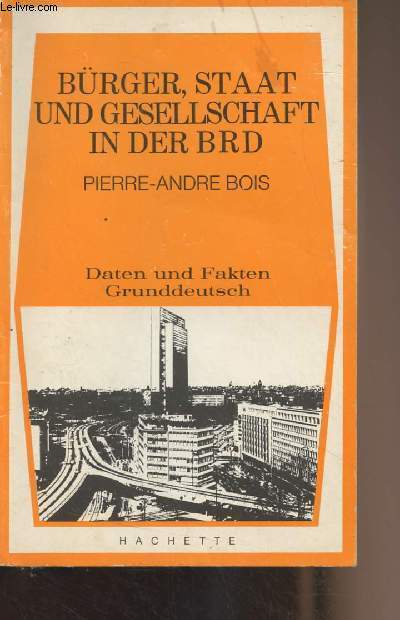 Le-livre.com
BÜRGER, STAAT
UND GESELLSCHAFT
IN DER BRD
PIERRE-ANDRE BOIS
Daten und Fakten
Grunddeutsch
HACHETTE